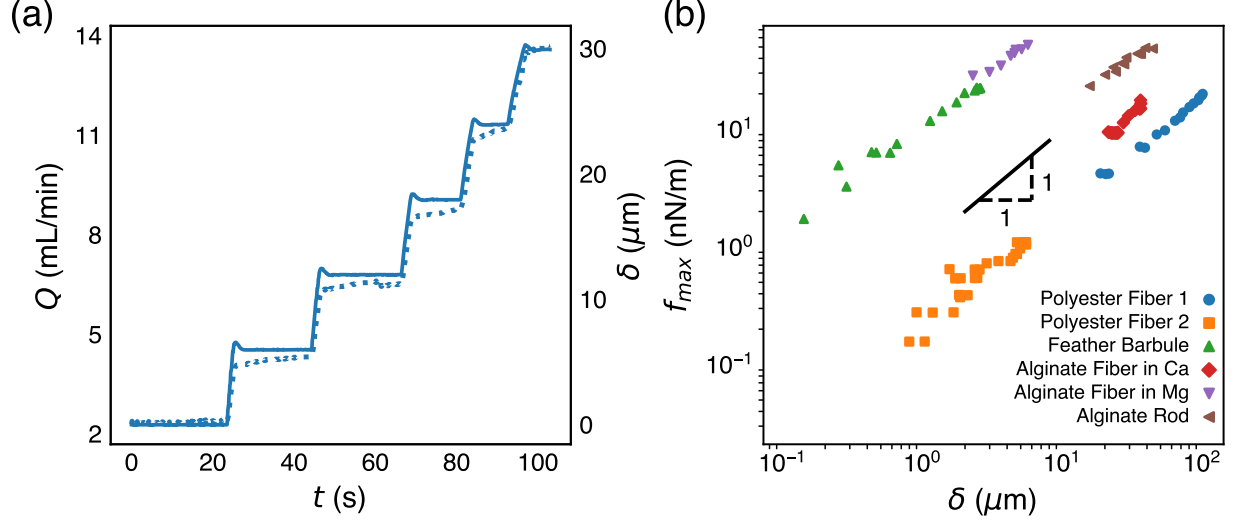 (a)
14
11
8
5
2
Q (mL/min)
30
20
10
0
δ (μm)
0 20 40 60 80 100
t (s)
(b)
10¹
10⁰
10⁻¹
f_max (nN/m)
1
1
Polyester Fiber 1
Polyester Fiber 2
Feather Barbule
Alginate Fiber in Ca
Alginate Fiber in Mg
Alginate Rod
10⁻¹ 10⁰ 10¹ 10²
δ (μm)